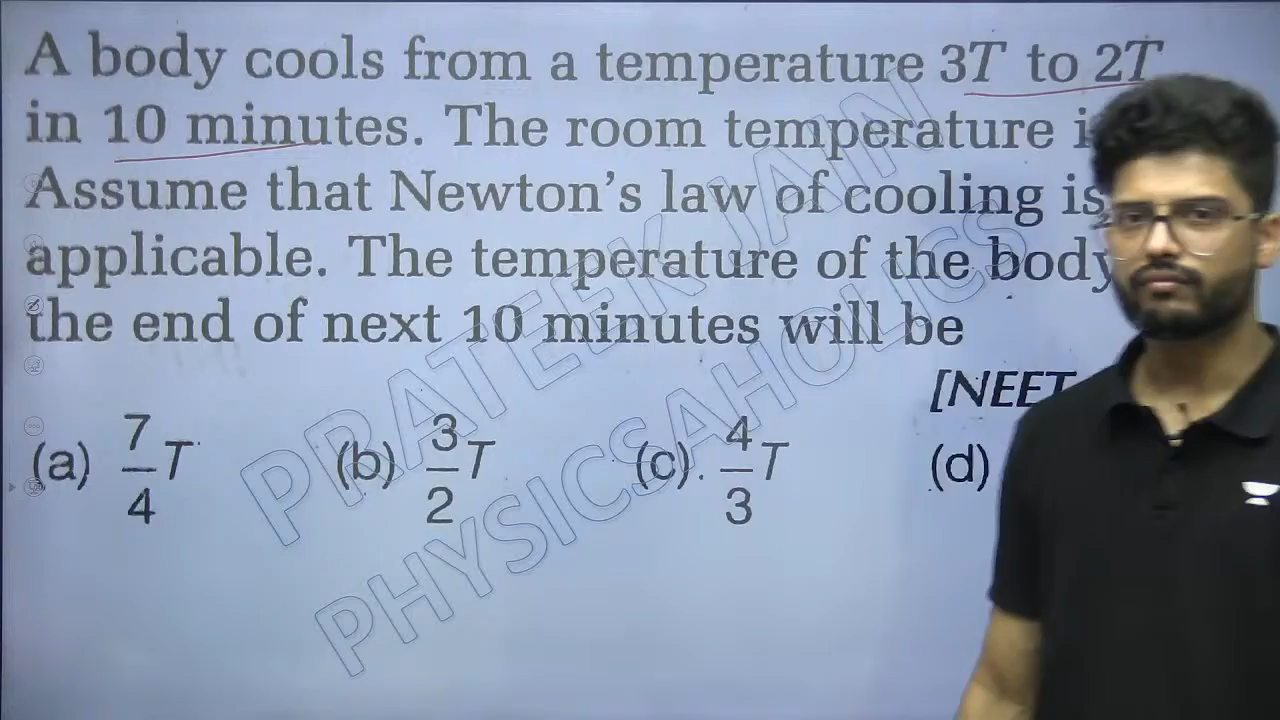 A body cools from a temperature 3T to 2T
in 10 minutes. The room temperature
Assume that Newton's law of cooling is
applicable. The temperature of the body
the end of next 10 minutes will be
[NEET
(a) 7/4 T (b) 3/2 T (c). 4/3 T (d)
PRATEEK JAIN
PHYSICSAHOLICS